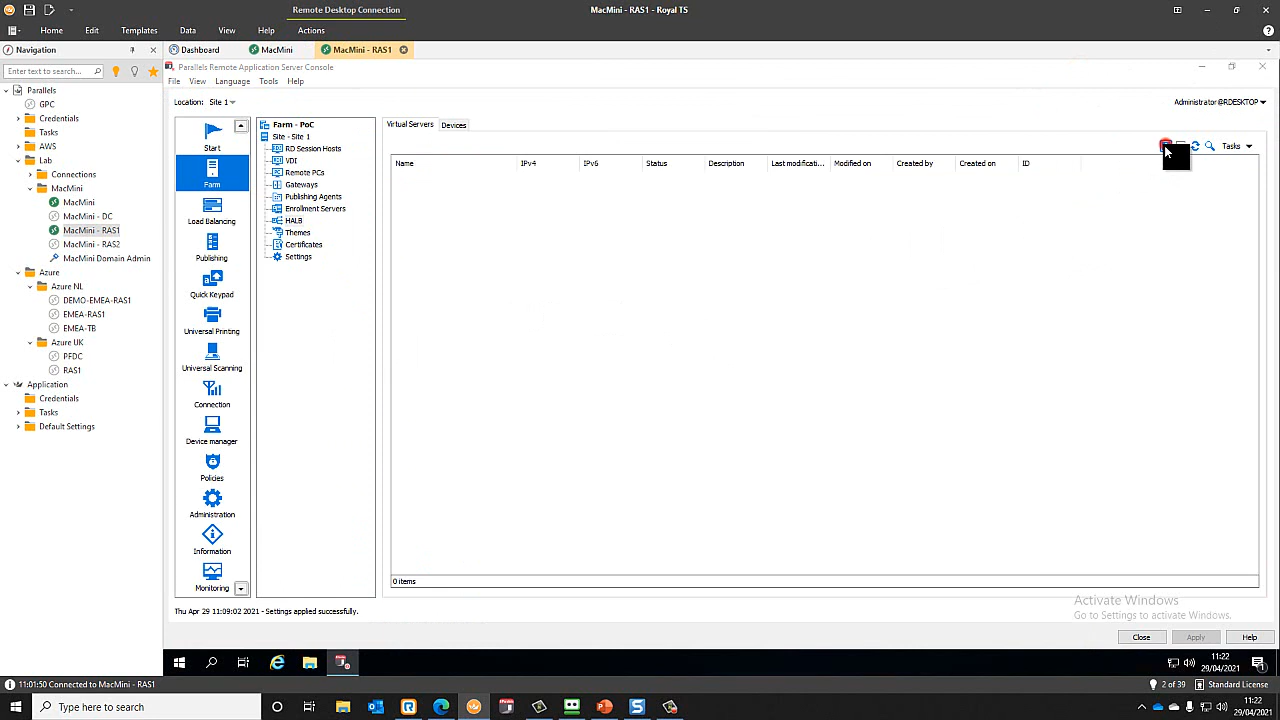 Remote Desktop Connection
MacMini - RAS1 - Royal TS
Home Edit Templates Data View Help Actions
Navigation
Dashboard MacMini MacMini - RAS1
Enter text to search...
Parallels Remote Application Server Console
File View Language Tools Help
Location: Site 1
Administrator@RDESKTOP
Parallels
GPC
Credentials
Tasks
AWS
Lab
Connections
MacMini
MacMini
MacMini - DC
MacMini - RAS1
MacMini - RAS2
MacMini Domain Admin
Azure
Azure NL
DEMO-EMEA-RAS1
EMEA-RAS1
EMEA-TB
Azure UK
PFDC
RAS1
Application
Credentials
Tasks
Default Settings
Start
Farm
Load Balancing
Publishing
Quick Keypad
Universal Printing
Universal Scanning
Connection
Device manager
Policies
Administration
Information
Monitoring
Farm - PoC
Site - Site 1
RD Session Hosts
VDI
Remote PCs
Gateways
Publishing Agents
Enrollment Servers
HALB
Themes
Certificates
Settings
Virtual Servers Devices
Tasks
Name IPv4 IPv6 Status Description Last modificati... Modified on Created by Created on ID
0 items
Thu Apr 29 11:09:02 2021 - Settings applied successfully.
Activate Windows
Go to Settings to activate Windows.
Close Apply Help
11:22
29/04/2021
11:01:50 Connected to MacMini - RAS1
2 of 39 Standard License
Type here to search
11:22
29/04/2021